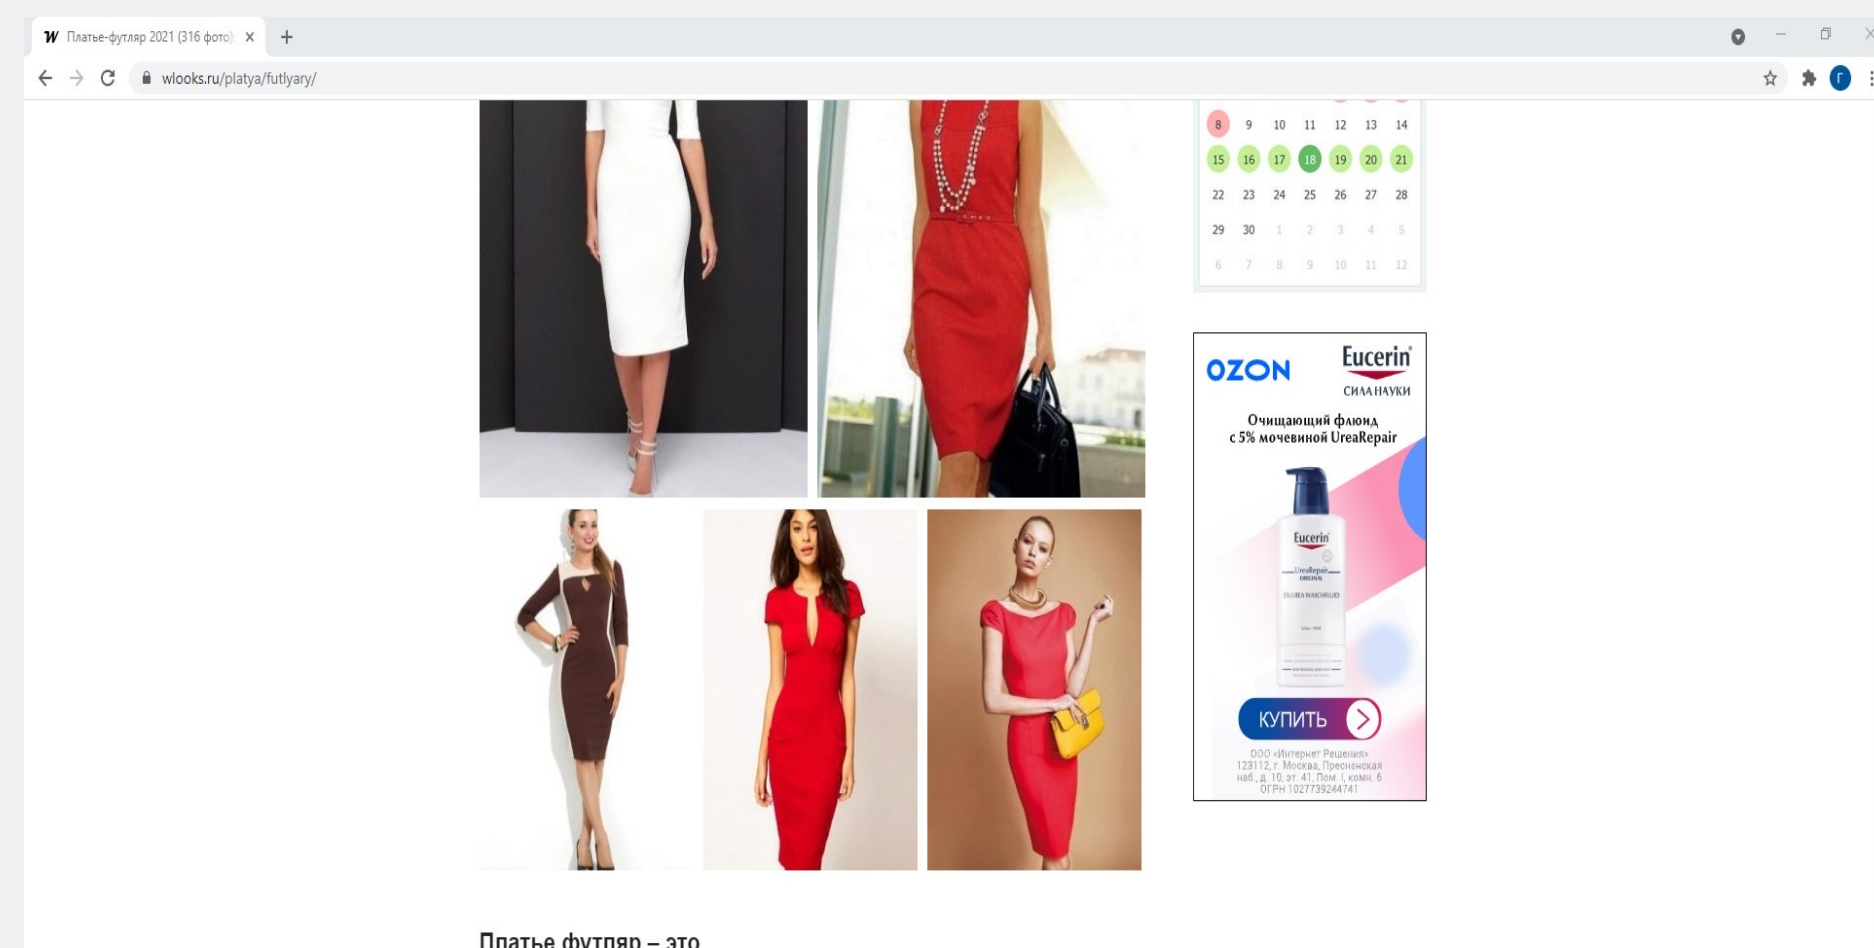 Платье-футляр 2021 (316 фото):
wlooks.ru/platya/futlyary/
Г
8 9 10 11 12 13 14
15 16 17 18 19 20 21
22 23 24 25 26 27 28
29 30 1 2 3 4 5
6 7 8 9 10 11 12
OZON
Eucerin
СИЛА НАУКИ
Очищающий флюид
с 5% мочевиной UreaRepair
Eucerin
UreaRepair
ORIGINAL
КУПИТЬ
ООО «Интернет Решения»
123112, г. Москва, Пресненская
наб., д. 10, эт. 41, Пом. I, комн. 6
ОГРН 1027739244741
Платье футляр – это